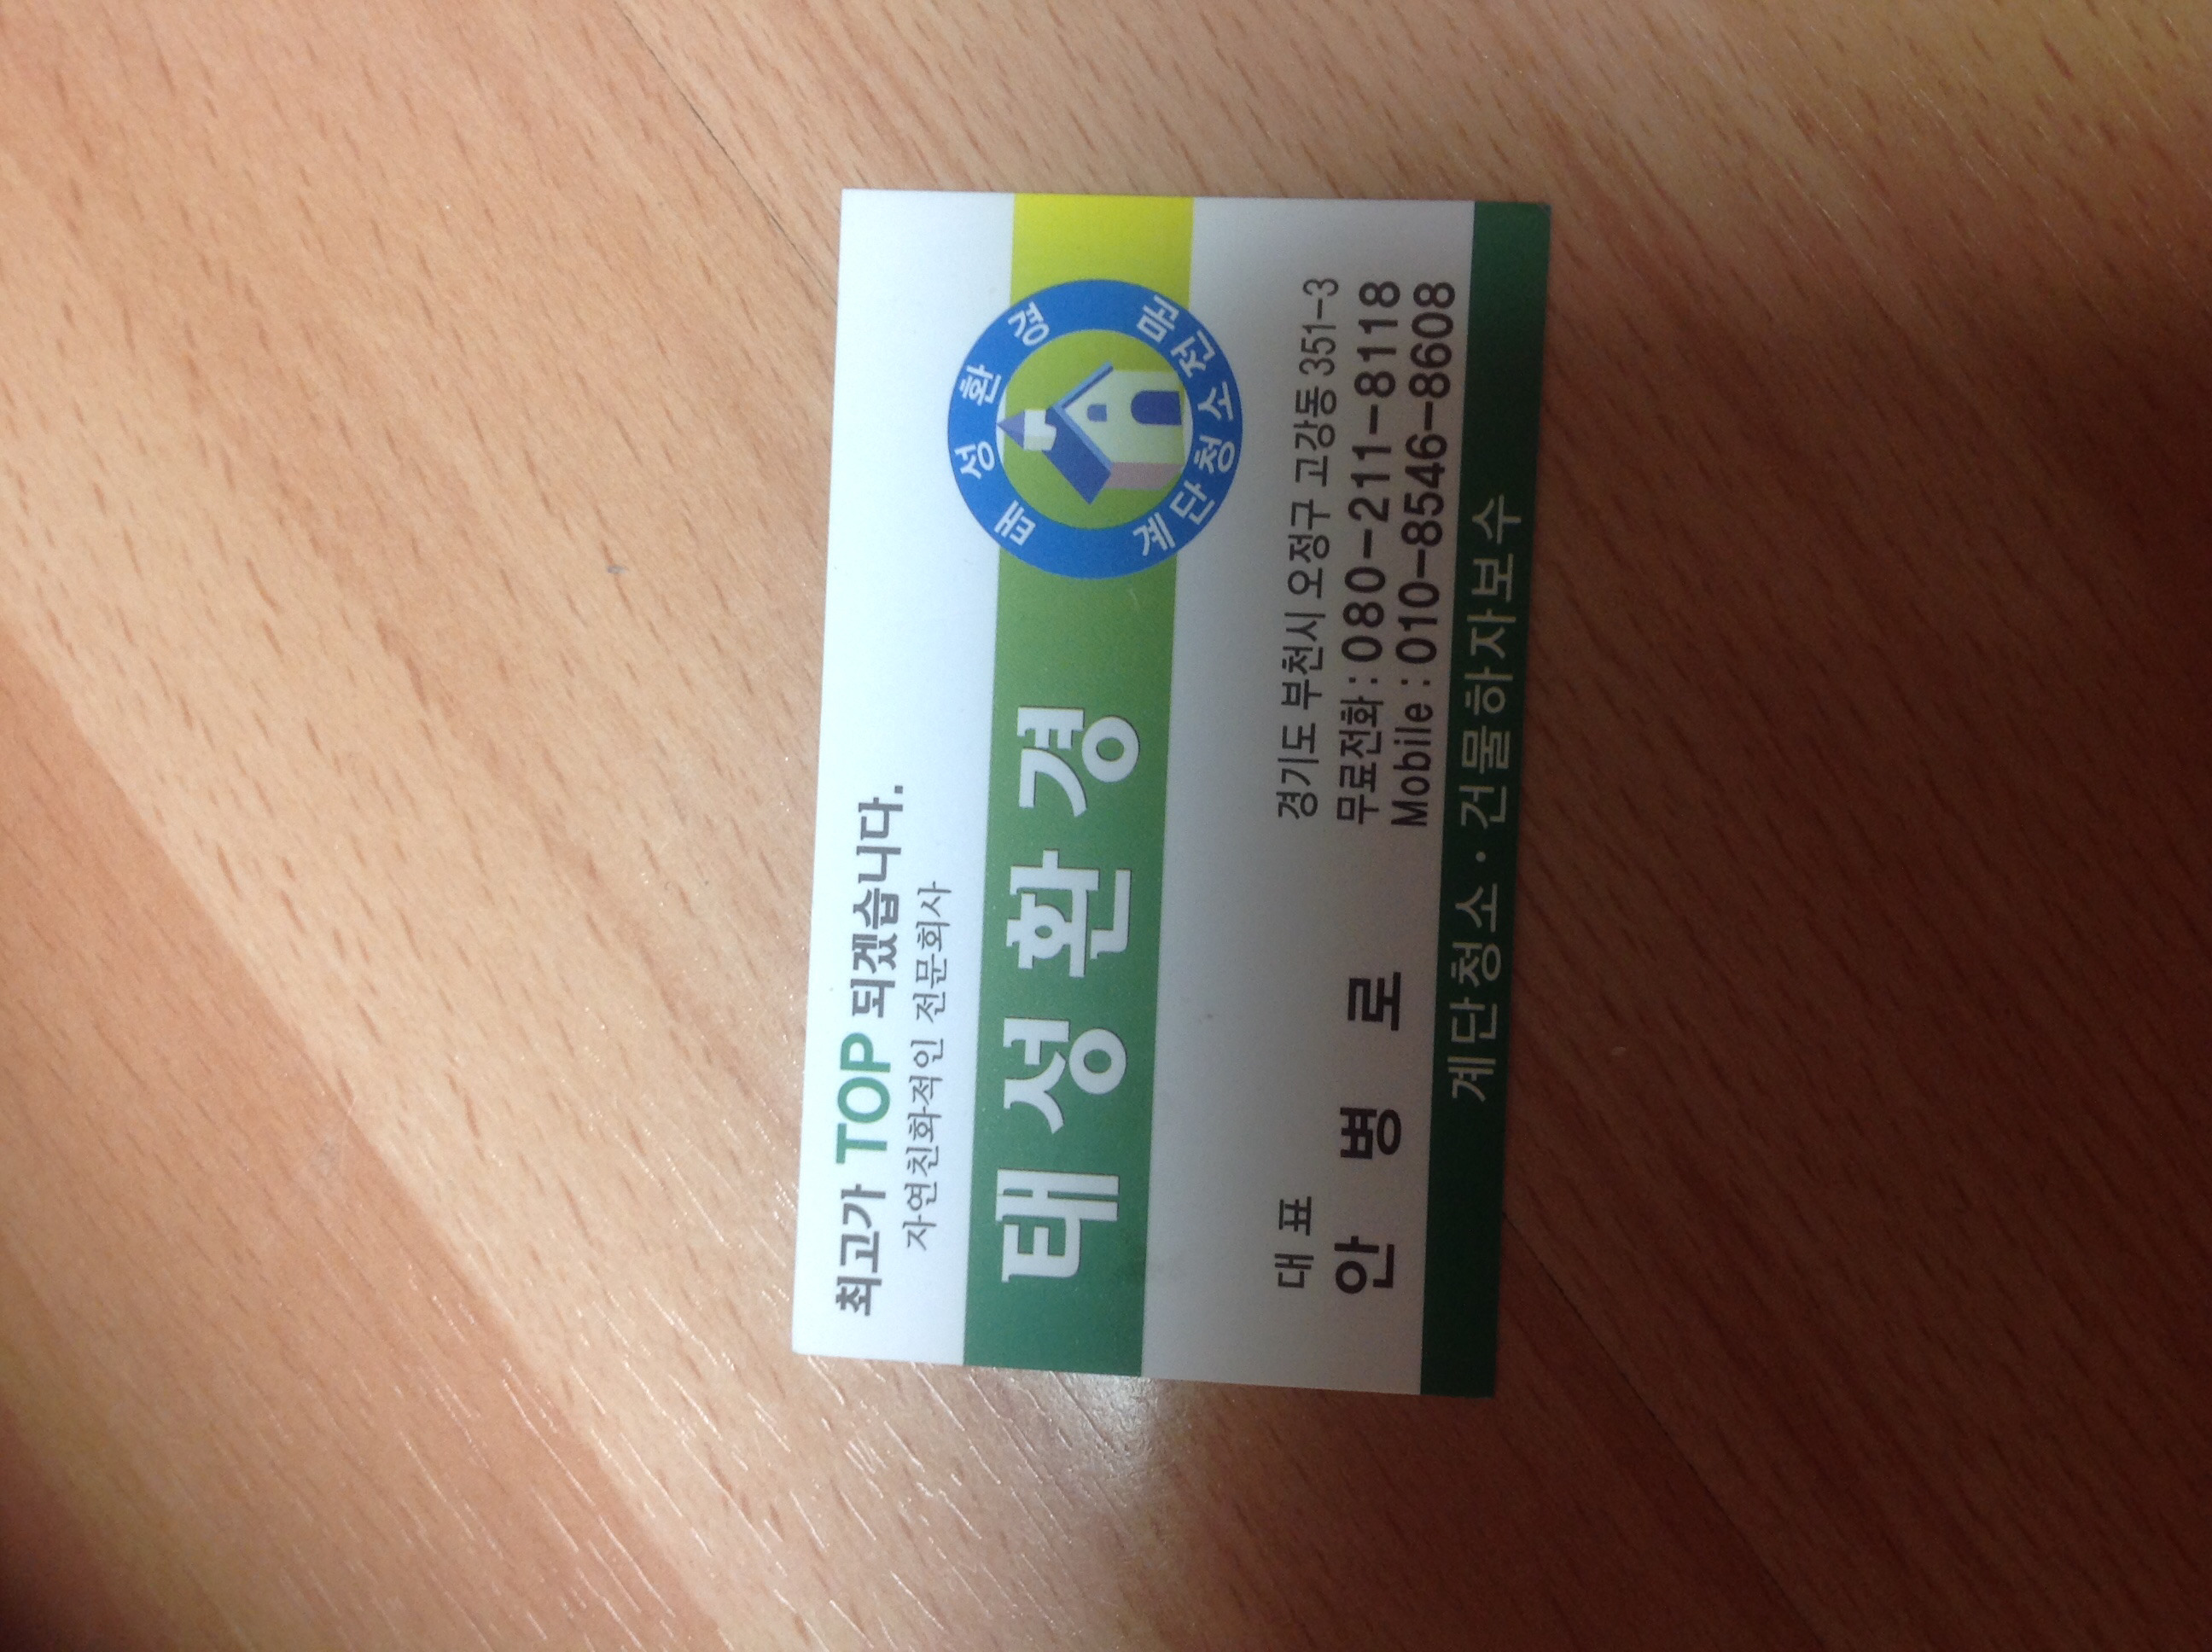 최고가 TOP 되겠습니다.
자연친화적인 전문회사
태성환경
태성환경
계단청소전문
대표
안병로
경기도 부천시 오정구 고강동 351-3
무료전화 : 080-211-8118
Mobile : 010-8546-8608
계단청소·건물하자보수